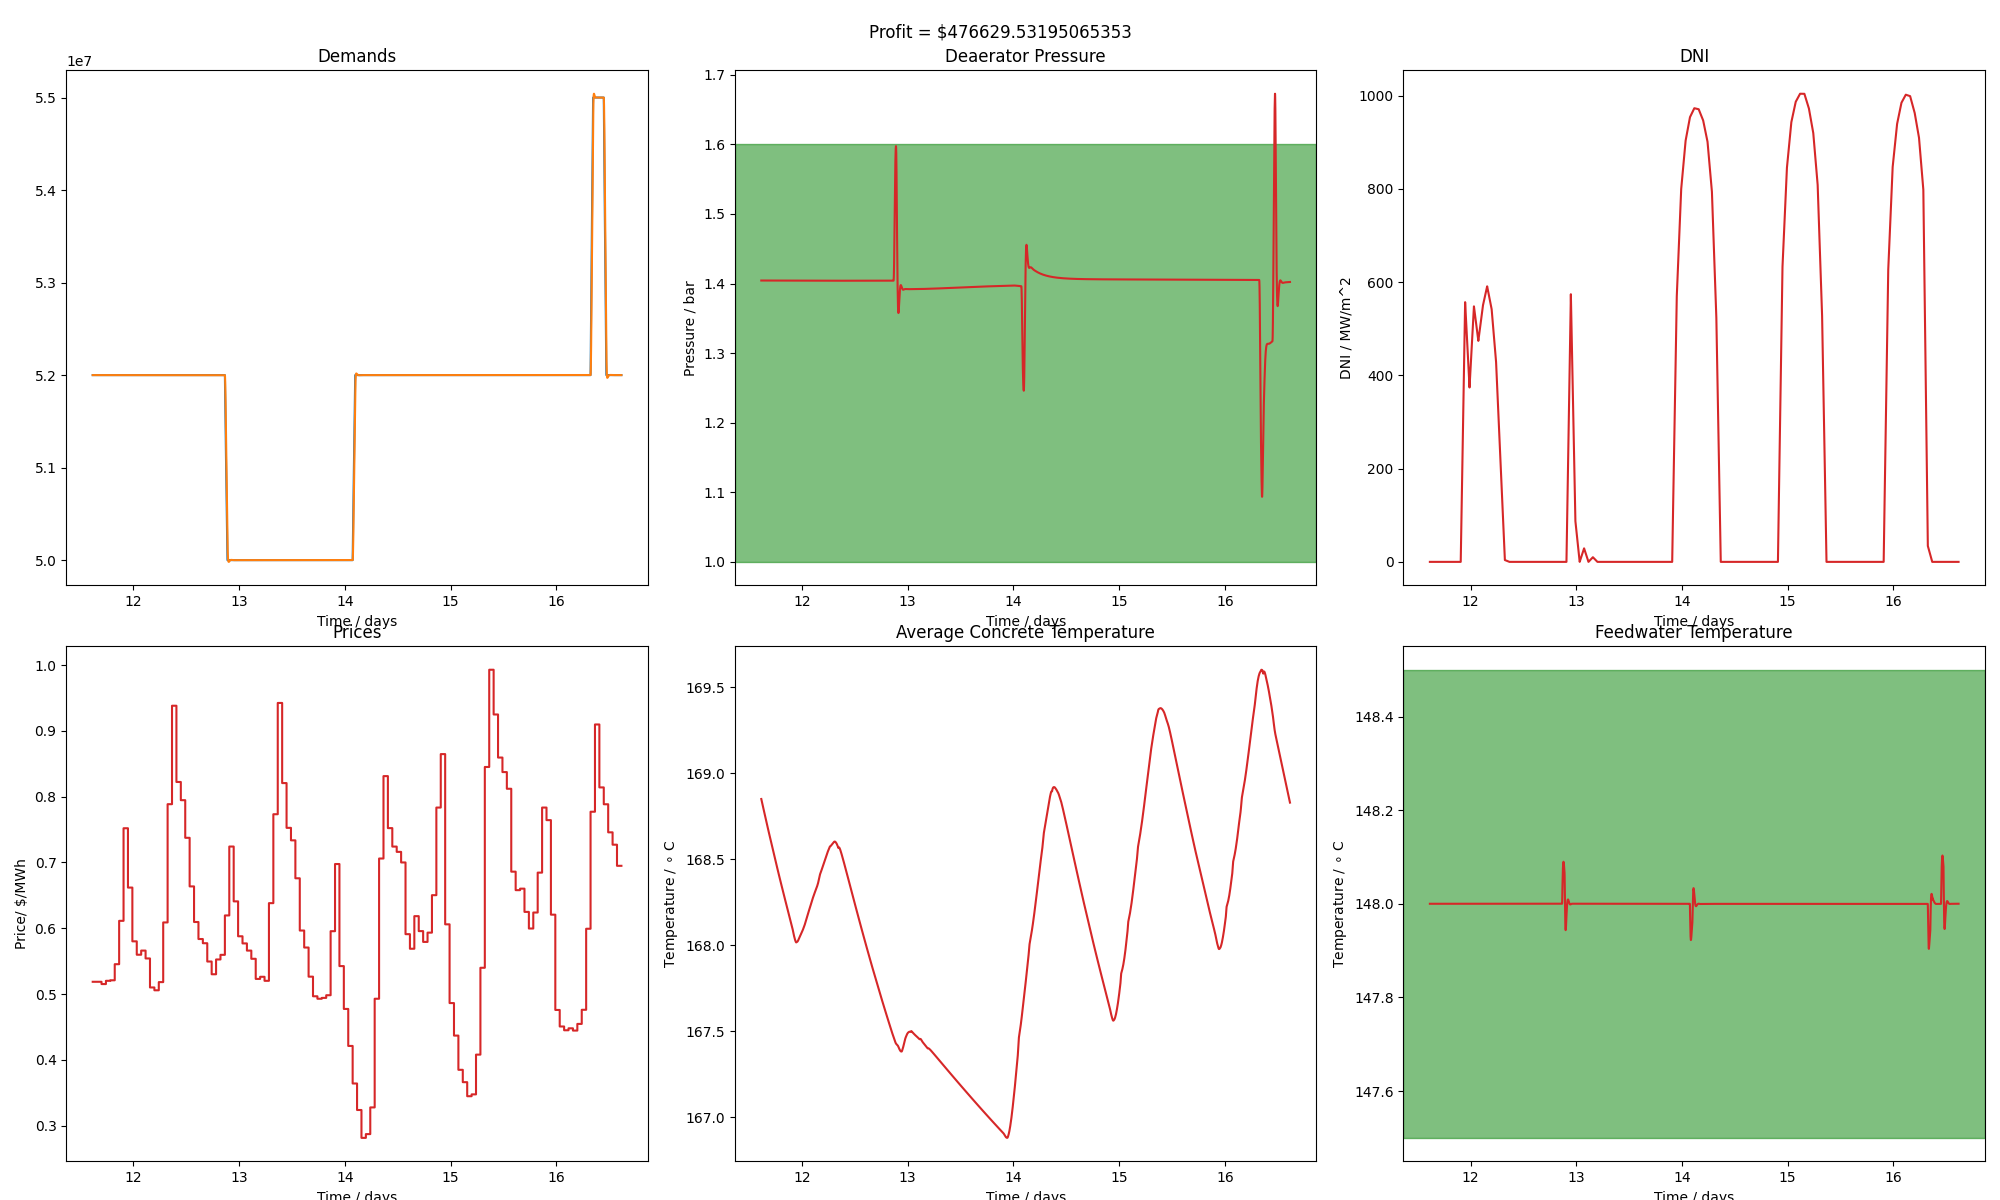 Profit = $476629.53195065353
Demands
1e7
5.5
5.4
5.3
5.2
5.1
5.0
12 13 14 15 16
Time / days
Deaerator Pressure
Pressure / bar
1.7
1.6
1.5
1.4
1.3
1.2
1.1
1.0
12 13 14 15 16
Time / days
DNI
DNI / MW/m^2
1000
800
600
400
200
0
12 13 14 15 16
Time / days
Prices
Price/ $/MWh
1.0
0.9
0.8
0.7
0.6
0.5
0.4
0.3
12 13 14 15 16
Time / days
Average Concrete Temperature
Temperature / ∘ C
169.5
169.0
168.5
168.0
167.5
167.0
12 13 14 15 16
Time / days
Feedwater Temperature
Temperature / ∘ C
148.4
148.2
148.0
147.8
147.6
12 13 14 15 16
Time / days